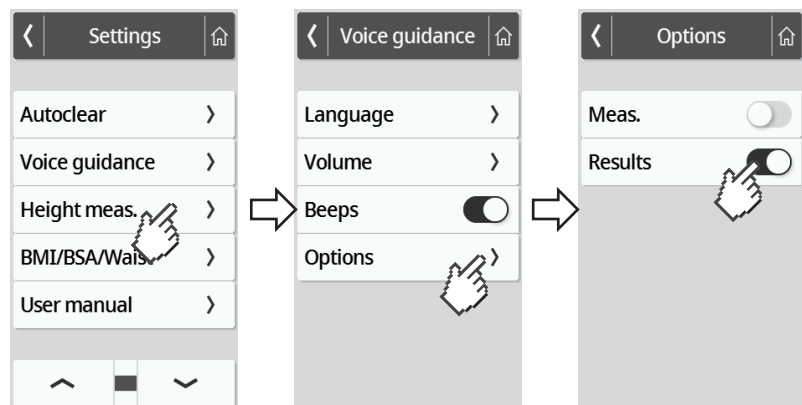 Settings
Autoclear
Voice guidance
Height meas.
BMI/BSA/Wais
User manual
Voice guidance
Language
Volume
Beeps
Options
Options
Meas.
Results